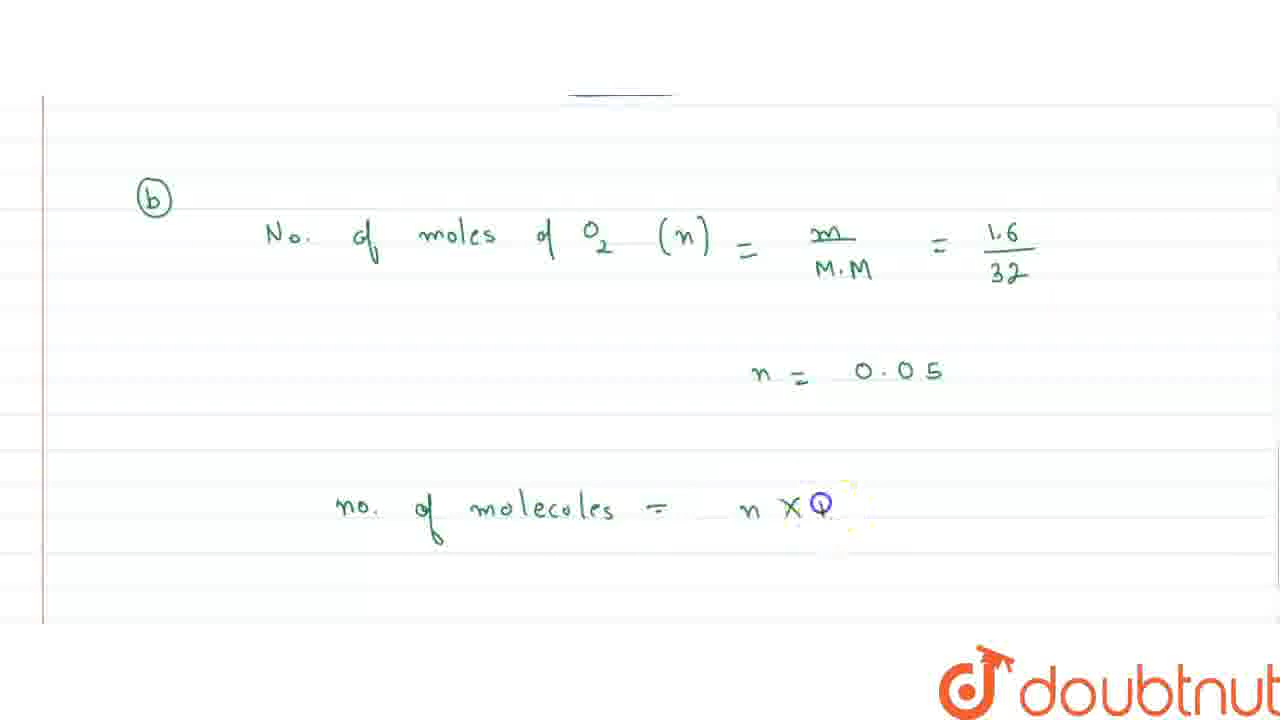 b
No. of moles of O2 (n) = m/M.M = 1.6/32
n = 0.05
no. of molecoles = n X
doubtnut